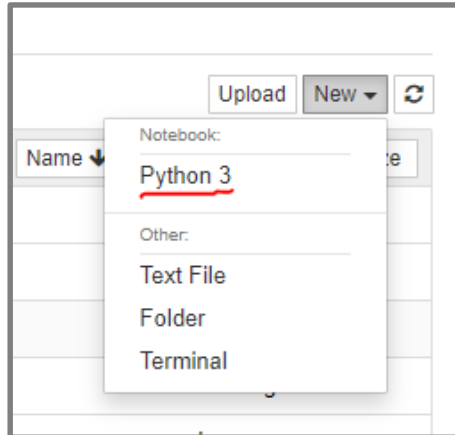 Upload New
Notebook:
Name
Python 3
Other:
Text File
Folder
Terminal